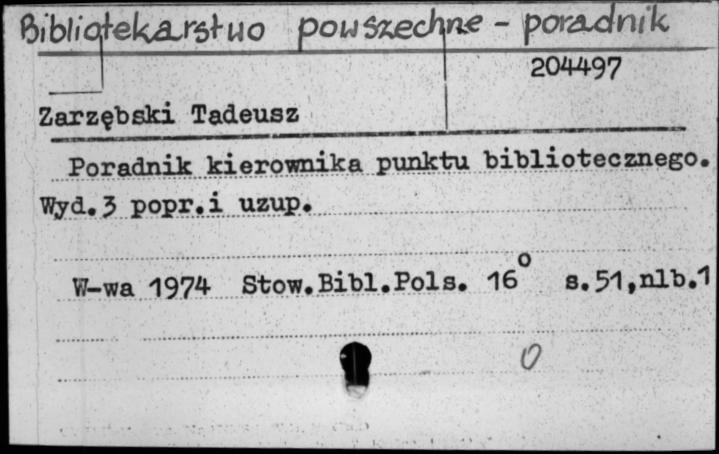 Bibliotekarstwo powszechne - poradnik
204497
Zarzębski Tadeusz
Poradnik kierownika punktu bibliotecznego.
Wyd.3 popr.i uzup.
W-wa 1974 Stow.Bibl.Pols. 16° s.51,nlb.1
0